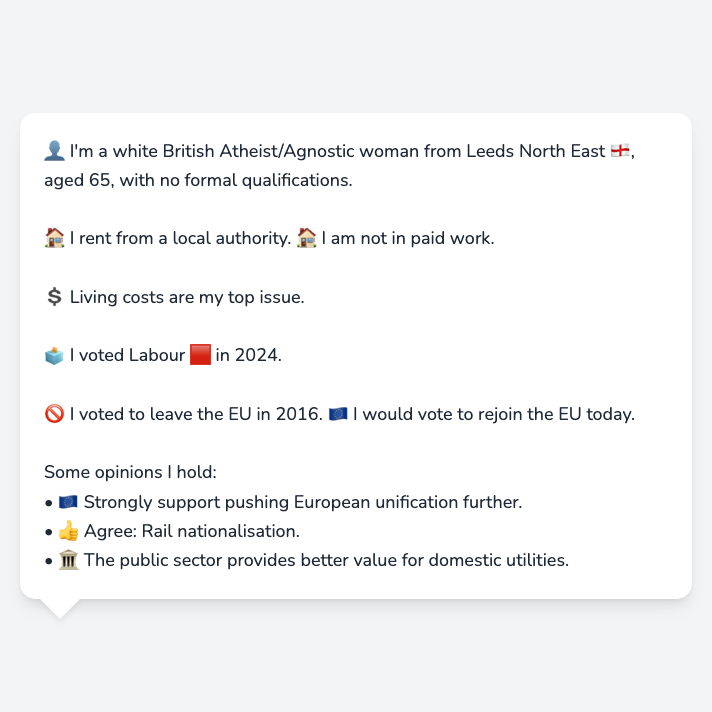 👤 I'm a white British Atheist/Agnostic woman from Leeds North East 🏴󠁧󠁢󠁥󠁮󠁧󠁿,
aged 65, with no formal qualifications.
🏠 I rent from a local authority. 🏠 I am not in paid work.
💲 Living costs are my top issue.
🗳️ I voted Labour 🟥 in 2024.
🚫 I voted to leave the EU in 2016. 🇪🇺 I would vote to rejoin the EU today.
Some opinions I hold:
• 🇪🇺 Strongly support pushing European unification further.
• 👍 Agree: Rail nationalisation.
• 🏛️ The public sector provides better value for domestic utilities.